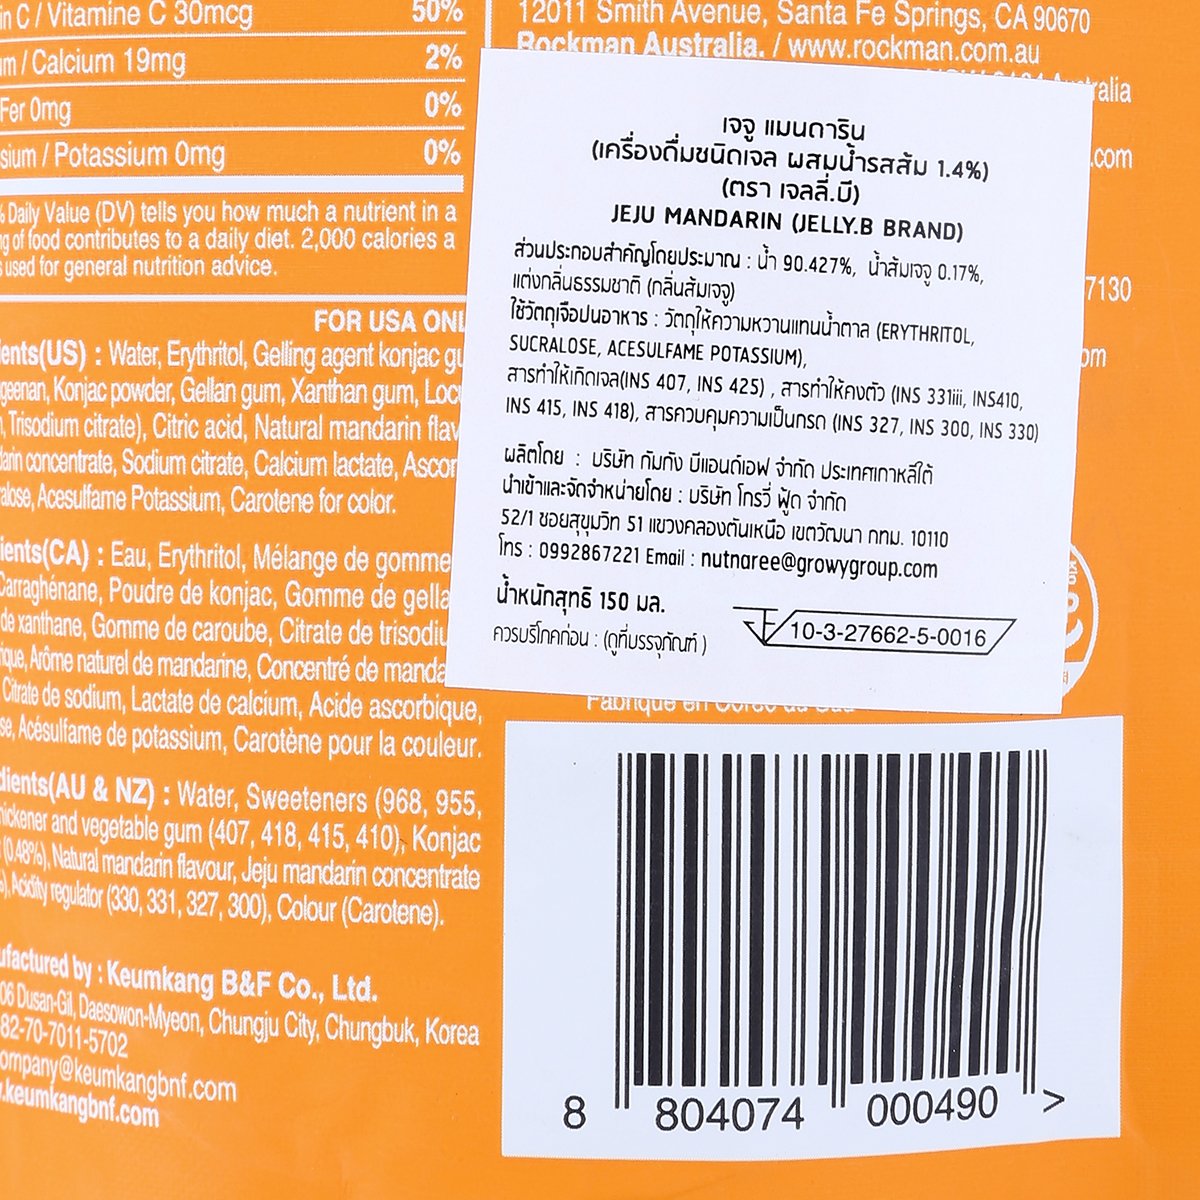 in C / Vitamine C 30mcg 50%
/ Calcium 19mg 2%
Fer 0mg 0%
sium / Potassium 0mg 0%
% Daily Value (DV) tells you how much a nutrient in a
of food contributes to a daily diet. 2,000 calories a
used for general nutrition advice.
FOR USA ONL
ients(US) : Water, Erythritol, Gelling agent konjac gu
geenan, Konjac powder, Gellan gum, Xanthan gum, Loc
, Trisodium citrate), Citric acid, Natural mandarin flav
darin concentrate, Sodium citrate, Calcium lactate, Ascor
ralose, Acesulfame Potassium, Carotene for color.
ients(CA) : Eau, Erythritol, Mélange de gomme
Carraghénane, Poudre de konjac, Gomme de gella
de xanthane, Gomme de caroube, Citrate de trisodiu
rique, Arôme naturel de mandarine, Concentré de manda
Citrate de sodium, Lactate de calcium, Acide ascorbique,
se, Acésulfame de potassium, Carotène pour la couleur.
dients(AU & NZ) : Water, Sweeteners (968, 955,
hickener and vegetable gum (407, 418, 415, 410), Konjac
(0.48%), Natural mandarin flavour, Jeju mandarin concentrate
), Acidity regulator (330, 331, 327, 300), Colour (Carotene).
ufactured by : Keumkang B&F Co., Ltd.
06 Dusan-Gil, Daesowon-Myeon, Chungju City, Chungbuk, Korea
82-70-7011-5702
ompany@keumkangbnf.com
.keumkangbnf.com
12011 Smith Avenue, Santa Fe Springs, CA 90670
Rockman Australia. / www.rockman.com.au
ralia
.com
7130
om
เจจู แมนดาริน
(เครื่องดื่มชนิดเจล ผสมน้ำรสส้ม 1.4%)
(ตรา เจลลี่.บี)
JEJU MANDARIN (JELLY.B BRAND)
ส่วนประกอบสำคัญโดยประมาณ : น้ำ 90.427%, น้ำส้มเจจู 0.17%,
แต่งกลิ่นธรรมชาติ (กลิ่นส้มเจจู)
ใช้วัตถุเจือปนอาหาร : วัตถุให้ความหวานแทนน้ำตาล (ERYTHRITOL,
SUCRALOSE, ACESULFAME POTASSIUM),
สารทำให้เกิดเจล(INS 407, INS 425) , สารทำให้คงตัว (INS 331iii, INS410,
INS 415, INS 418), สารควบคุมความเป็นกรด (INS 327, INS 300, INS 330)
ผลิตโดย : บริษัท กัมกัง บีแอนด์เอฟ จำกัด ประเทศเกาหลีใต้
นำเข้าและจัดจำหน่ายโดย : บริษัท โกรวี่ ฟู้ด จำกัด
52/1 ซอยสุขุมวิท 51 แขวงคลองตันเหนือ เขตวัฒนา กทม. 10110
โทร : 0992867221 Email : nutnaree@growygroup.com
น้ำหนักสุทธิ 150 มล.
ควรบริโภคก่อน : (ดูที่บรรจุภัณฑ์ )
10-3-27662-5-0016
8 804074 000490 >